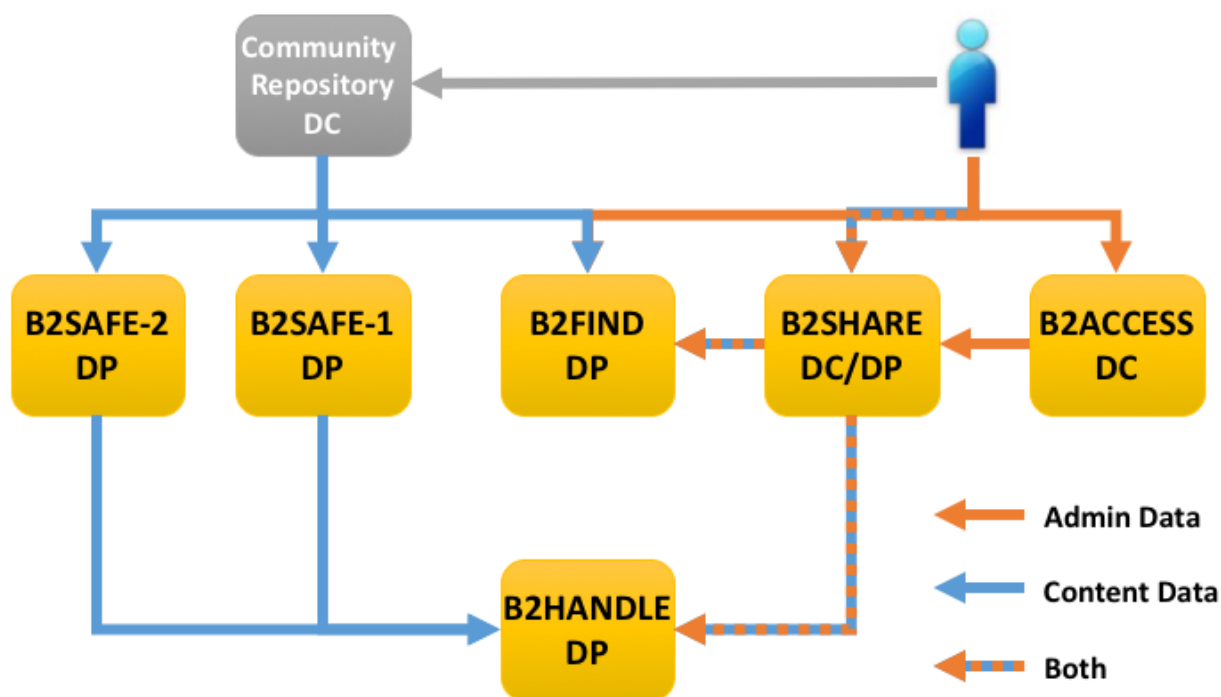 Community
Repository
DC
B2SAFE-2
DP
B2SAFE-1
DP
B2FIND
DP
B2SHARE
DC/DP
B2ACCESS
DC
B2HANDLE
DP
Admin Data
Content Data
Both